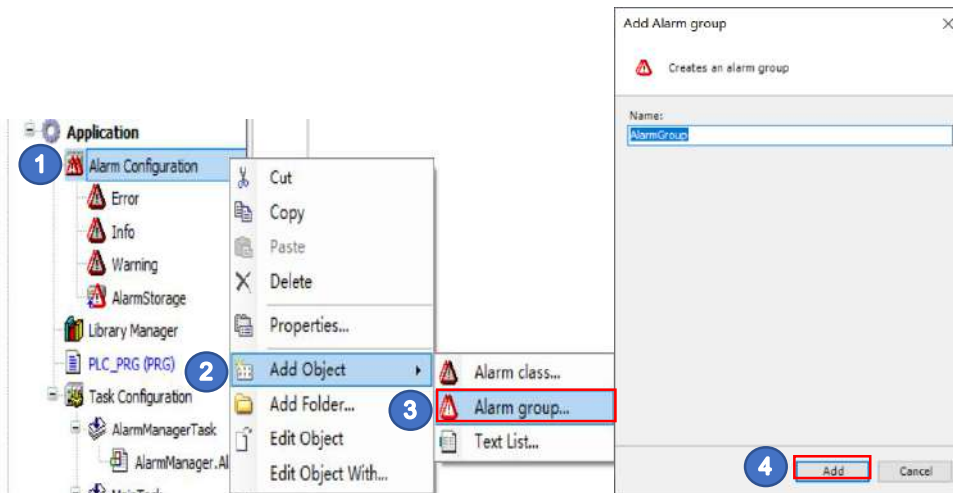 Application
1
Alarm Configuration
Error
Info
Warning
AlarmStorage
Library Manager
PLC_PRG (PRG)
Task Configuration
AlarmManagerTask
AlarmManager.Al
2
Cut
Copy
Paste
Delete
Properties...
Add Object
Add Folder...
Edit Object
Edit Object With...
3
Alarm class...
Alarm group...
Text List...
Add Alarm group
Creates an alarm group
Name:
AlarmGroup
4
Add
Cancel